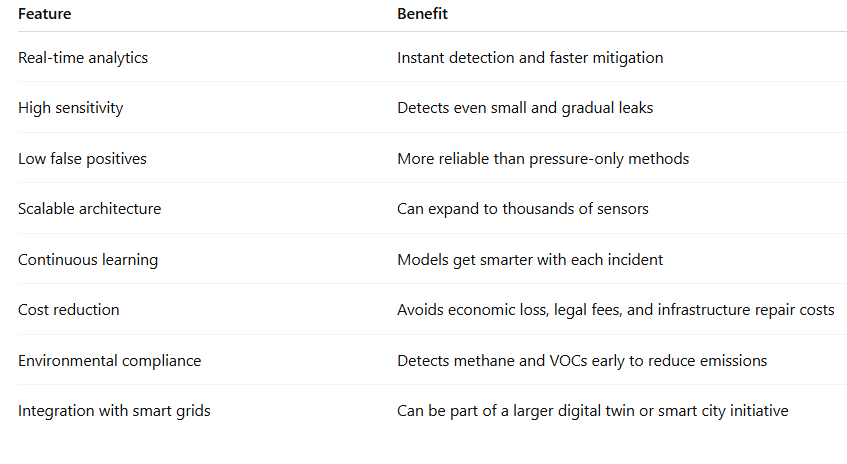 Feature Benefit
Real-time analytics Instant detection and faster mitigation
High sensitivity Detects even small and gradual leaks
Low false positives More reliable than pressure-only methods
Scalable architecture Can expand to thousands of sensors
Continuous learning Models get smarter with each incident
Cost reduction Avoids economic loss, legal fees, and infrastructure repair costs
Environmental compliance Detects methane and VOCs early to reduce emissions
Integration with smart grids Can be part of a larger digital twin or smart city initiative